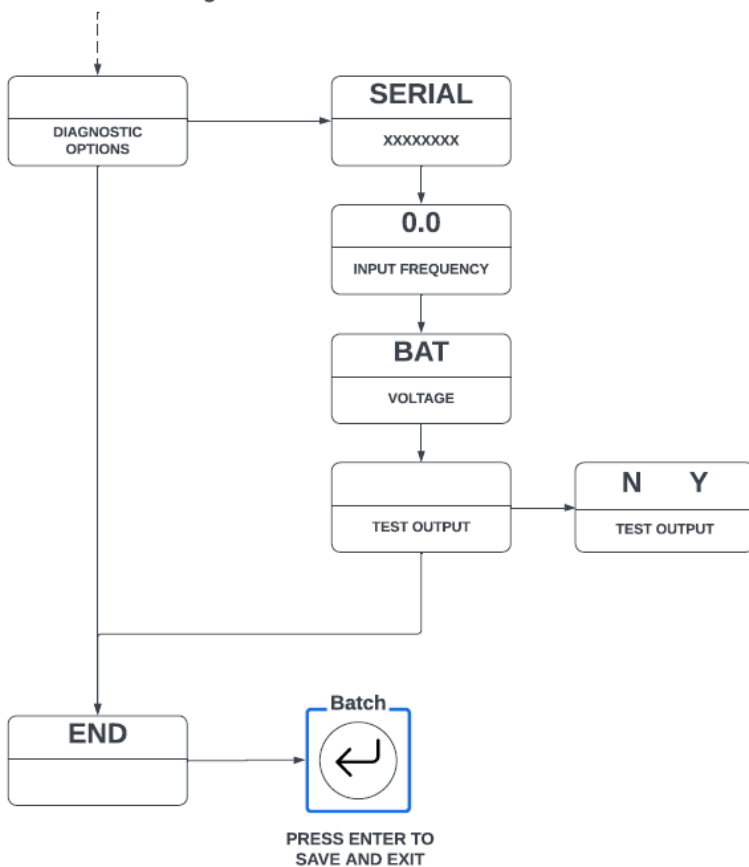 SERIAL
DIAGNOSTIC
OPTIONS
XXXXXXXX
0.0
INPUT FREQUENCY
BAT
VOLTAGE
N Y
TEST OUTPUT
TEST OUTPUT
END
Batch
PRESS ENTER TO
SAVE AND EXIT